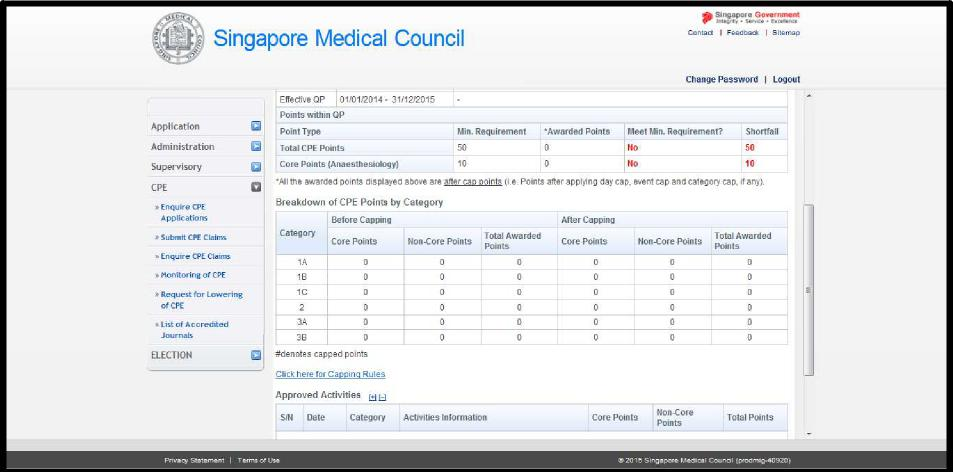 SINGAPORE MEDICAL COUNCIL
Singapore Medical Council
Singapore Government
Integrity · Service · Excellence
Contact | Feedback | Sitemap
Change Password | Logout
Application
Administration
Supervisory
CPE
» Enquire CPE
Applications
» Submit CPE Claims
» Enquire CPE Claims
» Monitoring of CPE
» Request for Lowering
of CPE
» List of Accredited
Journals
ELECTION
Effective QP 01/01/2014 - 31/12/2015 -
Points within QP
Point Type Min. Requirement *Awarded Points Meet Min. Requirement? Shortfall
Total CPE Points 50 0 No 50
Core Points (Anaesthesiology) 10 0 No 10
*All the awarded points displayed above are after cap points (i.e. Points after applying day cap, event cap and category cap, if any).
Breakdown of CPE Points by Category
Category Before Capping After Capping
Core Points Non-Core Points Total Awarded Points Core Points Non-Core Points Total Awarded Points
1A 0 0 0 0 0 0
1B 0 0 0 0 0 0
1C 0 0 0 0 0 0
2 0 0 0 0 0 0
3A 0 0 0 0 0 0
3B 0 0 0 0 0 0
#denotes capped points
Click here for Capping Rules
Approved Activities [+] [-]
S/N Date Category Activities Information Core Points Non-Core Points Total Points
Privacy Statement | Terms of Use
© 2015 Singapore Medical Council (prodmig-40920)